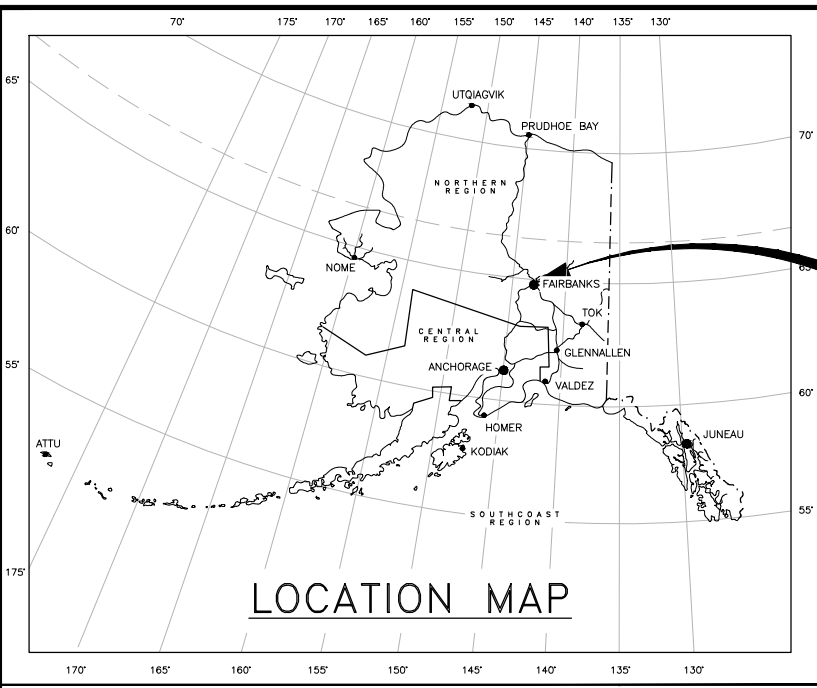 70° 175° 170° 165° 155° 150° 145° 140° 135° 130°
65°
UTQIAGVIK
PRUDHOE BAY
70°
NORTHERN
REGION
60°
NOME
65°
FAIRBANKS
TOK
CENTRAL
REGION
GLENNALLEN
55°
ANCHORAGE
VALDEZ
60°
HOMER
JUNEAU
ATTU
KODIAK
SOUTHCOAST
REGION
55°
175°
LOCATION MAP
170° 165° 160° 155° 150° 145° 140° 135° 130°